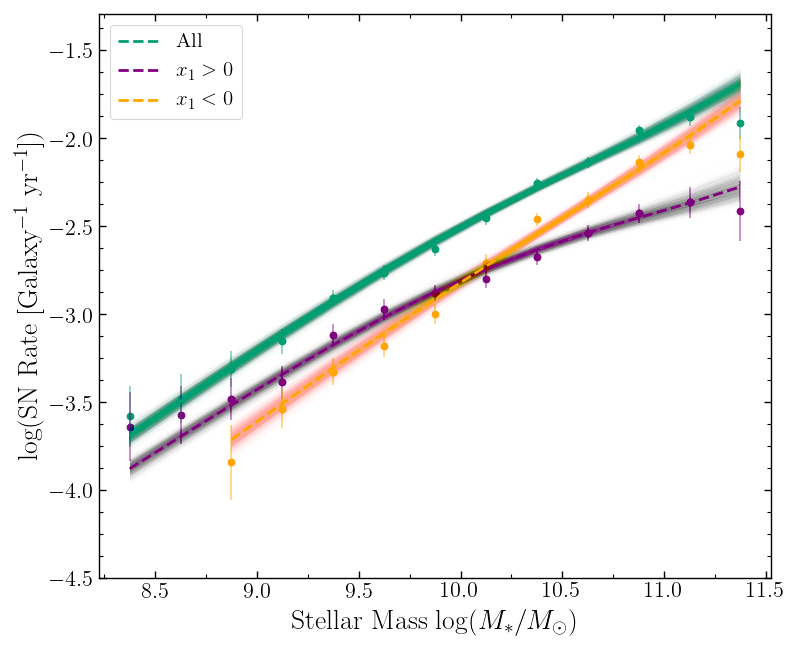 All
x₁ > 0
x₁ < 0
−1.5
−2.0
−2.5
−3.0
−3.5
−4.0
−4.5
log(SN Rate [Galaxy⁻¹ yr⁻¹])
8.5 9.0 9.5 10.0 10.5 11.0 11.5
Stellar Mass log(M*/M☉)